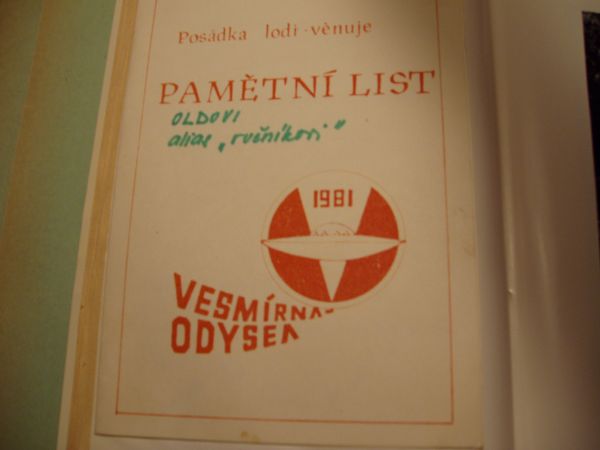 Posádka lodi věnuje
PAMĚTNÍ LIST
OLDOVI
alias „ručníkovi"
1981
VESMÍRNÁ
ODYSEA